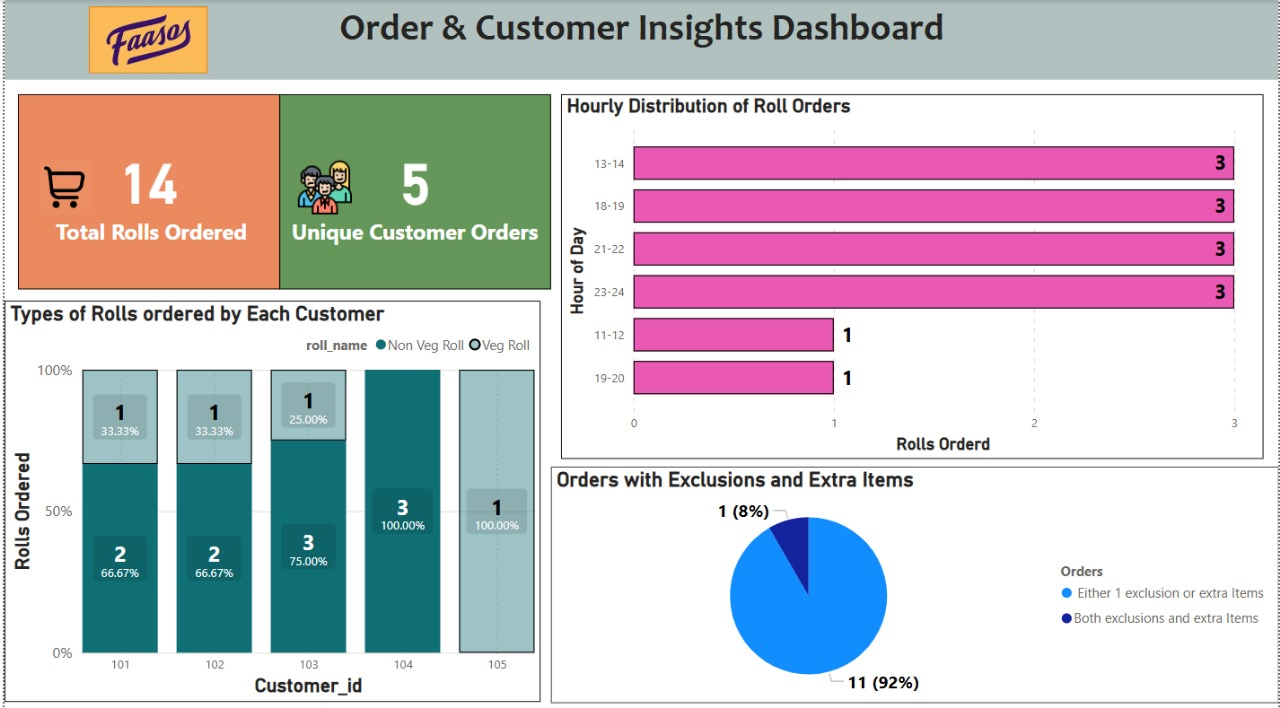 Faasos
Order & Customer Insights Dashboard
14
Total Rolls Ordered
5
Unique Customer Orders
Hourly Distribution of Roll Orders
Hour of Day
13-14
3
18-19
3
21-22
3
23-24
3
11-12
1
19-20
1
0
1
2
3
Rolls Orderd
Types of Rolls ordered by Each Customer
roll_name
Non Veg Roll
Veg Roll
Rolls Ordered
100%
50%
0%
1
33.33%
2
66.67%
1
33.33%
2
66.67%
1
25.00%
3
75.00%
3
100.00%
1
100.00%
101
102
103
104
105
Customer_id
Orders with Exclusions and Extra Items
1 (8%)
11 (92%)
Orders
Either 1 exclusion or extra Items
Both exclusions and extra Items